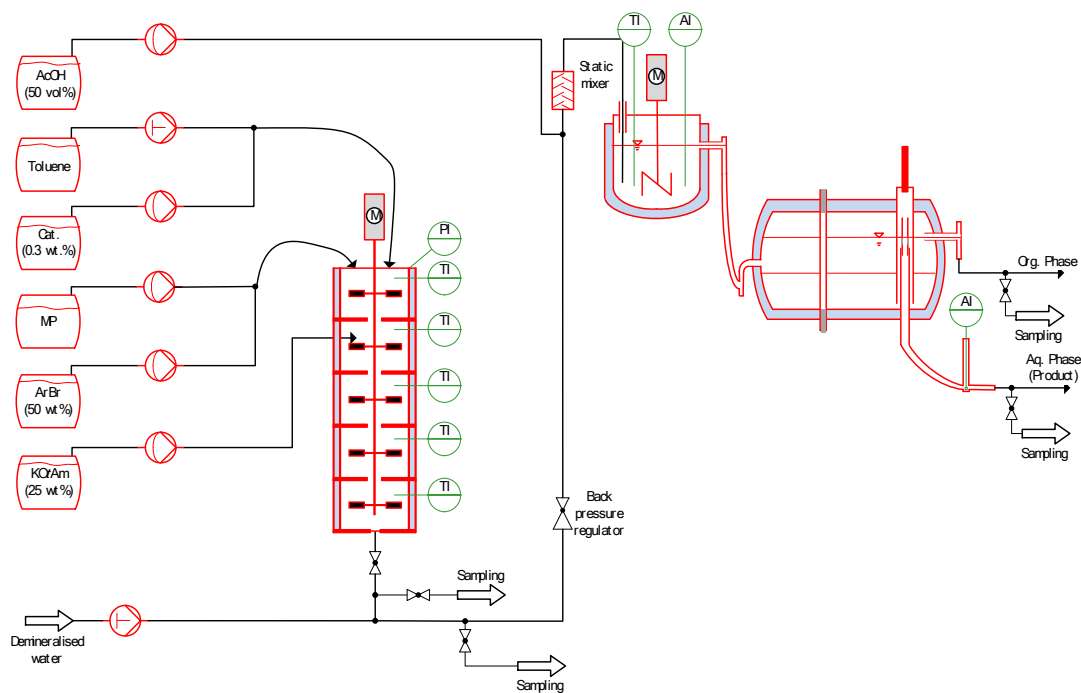 AcOH
(50 vol%)
Toluene
Cat.
(0.3 wt.%)
MP
ArBr
(50 wt%)
KOtAm
(25 wt%)
Demineralised
water
M
PI
TI
TI
TI
TI
TI
Sampling
Sampling
Back
pressure
regulator
Static
mixer
TI
AI
M
AI
Org. Phase
Sampling
Aq. Phase
(Product)
Sampling